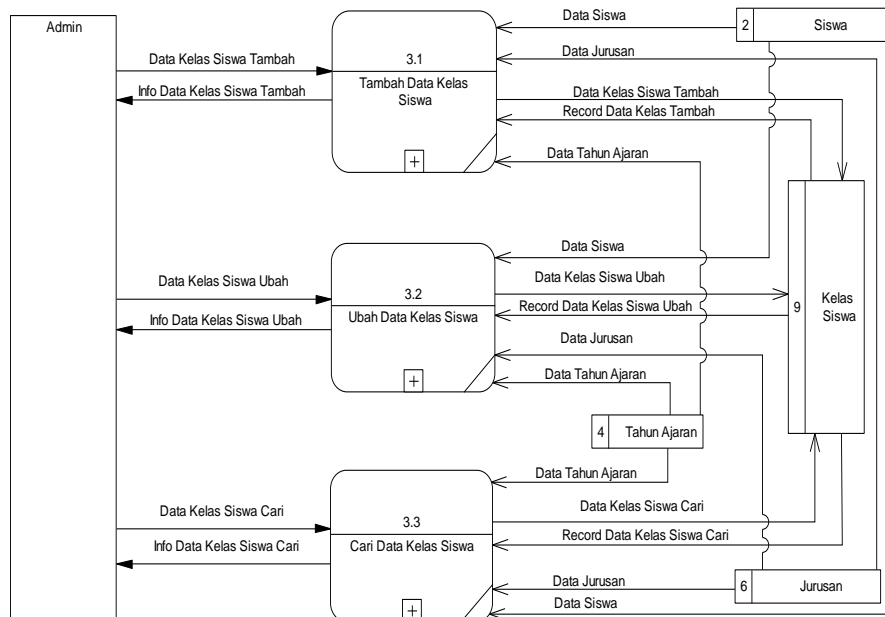 Admin
Data Siswa
2
Siswa
3.1
Data Jurusan
Data Kelas Siswa Tambah
Tambah Data Kelas
Siswa
Info Data Kelas Siswa Tambah
Data Kelas Siswa Tambah
Record Data Kelas Tambah
Data Tahun Ajaran
+
Data Siswa
Data Kelas Siswa Ubah
3.2
Data Kelas Siswa Ubah
9
Kelas
Siswa
Info Data Kelas Siswa Ubah
Ubah Data Kelas Siswa
Record Data Kelas Siswa Ubah
Data Jurusan
+
Data Tahun Ajaran
4
Tahun Ajaran
Data Tahun Ajaran
Data Kelas Siswa Cari
3.3
Data Kelas Siswa Cari
Info Data Kelas Siswa Cari
Cari Data Kelas Siswa
Record Data Kelas Siswa Cari
Data Jurusan
6
Jurusan
+
Data Siswa